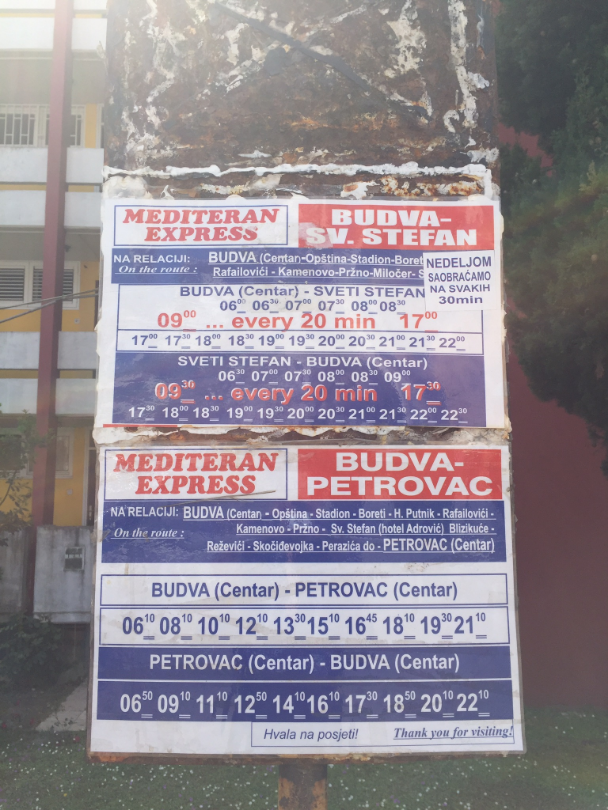 MEDITERAN
EXPRESS
BUDVA-
SV. STEFAN
NA RELACIJI: BUDVA (Centar-Opština-Stadion-Boreti
On the route: Rafailovići - Kamenovo-Pržno-Miločer-
NEDELJOM
SAOBRAĆAMO
NA SVAKIH
30min
BUDVA (Centar) - SVETI STEFAN
06⁰⁰ 06³⁰ 07⁰⁰ 07³⁰ 08⁰⁰ 08³⁰
09⁰⁰ ... every 20 min 17⁰⁰
17⁰⁰ 17³⁰ 18⁰⁰ 18³⁰ 19⁰⁰ 19³⁰ 20⁰⁰ 20³⁰ 21⁰⁰ 21³⁰ 22⁰⁰
SVETI STEFAN - BUDVA (Centar)
06³⁰ 07⁰⁰ 07³⁰ 08⁰⁰ 08³⁰ 09⁰⁰
09³⁰ ... every 20 min 17³⁰
17³⁰ 18⁰⁰ 18³⁰ 19⁰⁰ 19³⁰ 20⁰⁰ 20³⁰ 21⁰⁰ 21³⁰ 22⁰⁰ 22³⁰
MEDITERAN
EXPRESS
BUDVA-
PETROVAC
NA RELACIJI: BUDVA (Centar - Opština - Stadion - Boreti - H. Putnik - Rafailovići -
On the route: Kamenovo - Pržno - Sv. Stefan (hotel Adrović) Blizikuće -
Reževići - Skočiđevojka - Perazića do - PETROVAC (Centar)
BUDVA (Centar) - PETROVAC (Centar)
06¹⁰ 08¹⁰ 10¹⁰ 12¹⁰ 13³⁰ 15¹⁰ 16⁴⁵ 18¹⁰ 19³⁰ 21¹⁰
PETROVAC (Centar) - BUDVA (Centar)
06⁵⁰ 09¹⁰ 11¹⁰ 12⁵⁰ 14¹⁰ 16¹⁰ 17³⁰ 18⁵⁰ 20¹⁰ 22¹⁰
Hvala na posjeti!
Thank you for visiting!